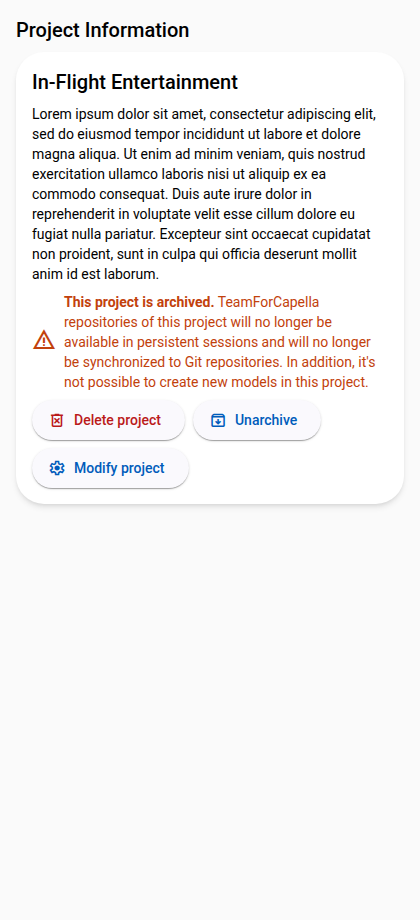 Project Information
In-Flight Entertainment
Lorem ipsum dolor sit amet, consectetur adipiscing elit,
sed do eiusmod tempor incididunt ut labore et dolore
magna aliqua. Ut enim ad minim veniam, quis nostrud
exercitation ullamco laboris nisi ut aliquip ex ea
commodo consequat. Duis aute irure dolor in
reprehenderit in voluptate velit esse cillum dolore eu
fugiat nulla pariatur. Excepteur sint occaecat cupidatat
non proident, sunt in culpa qui officia deserunt mollit
anim id est laborum.
This project is archived. TeamForCapella
repositories of this project will no longer be
available in persistent sessions and will no longer
be synchronized to Git repositories. In addition, it's
not possible to create new models in this project.
Delete project
Unarchive
Modify project